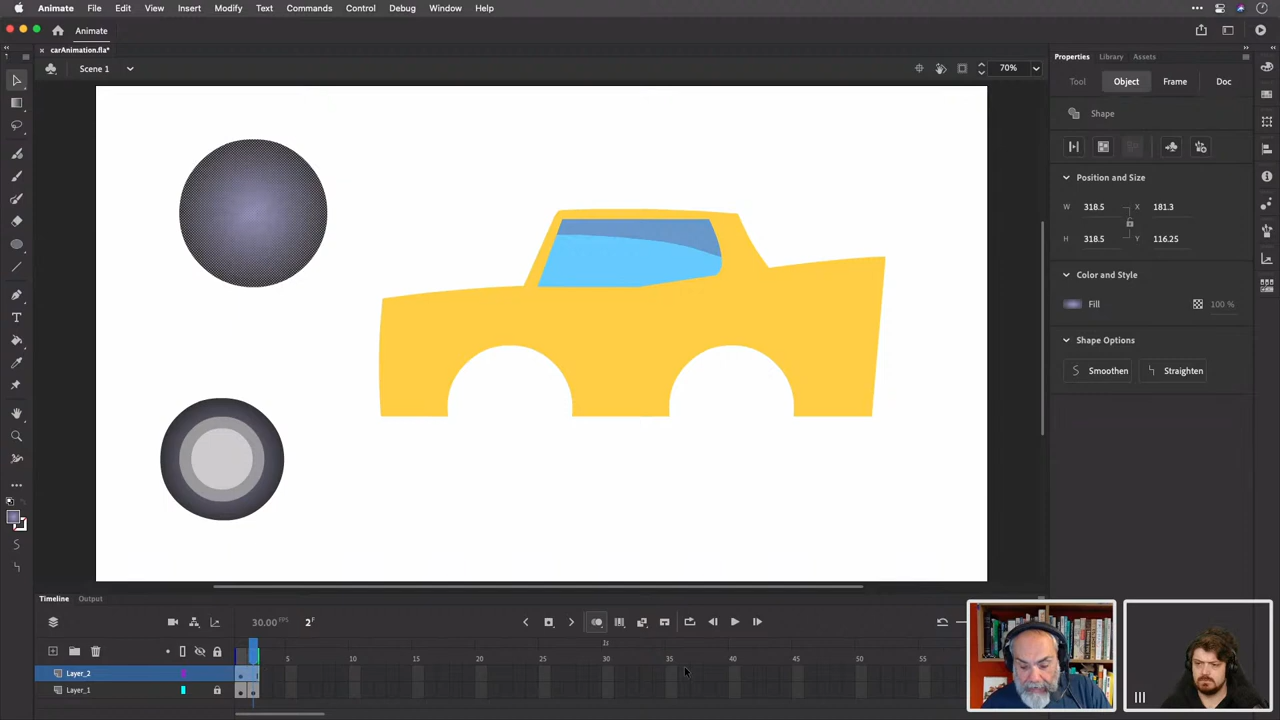 Animate File Edit View Insert Modify Text Commands Control Debug Window Help
Animate
carAnimation.fla*
Scene 1
70%
Properties Library Assets
Tool Object Frame Doc
Shape
Position and Size
W 318.5 X 181.3
H 318.5 Y 116.25
Color and Style
Fill 100 %
Shape Options
Smoothen Straighten
Timeline Output
30.00 FPS 2 F
1s
5 10 15 20 25 30 35 40 45 50 55
Layer_2
Layer_1